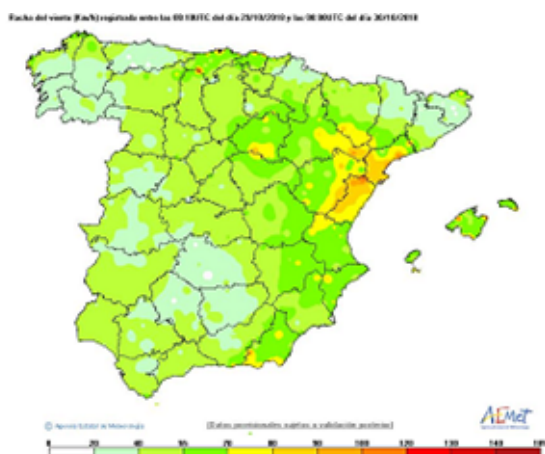 Racha del viento (Km/h) registrada entre las 00:10UTC del día 29/10/2018 y las 00:00UTC del día 30/10/2018
© Agencia Estatal de Meteorología
(Datos provisionales sujetos a validación posterior)
AEMet
0 20 55 70 80 90 100 120 130 140